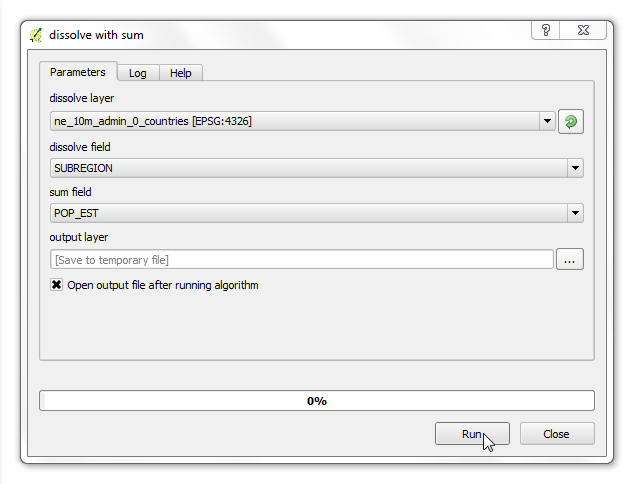 dissolve with sum
?
Parameters Log Help
dissolve layer
ne_10m_admin_0_countries [EPSG:4326]
dissolve field
SUBREGION
sum field
POP_EST
output layer
[Save to temporary file]
...
Open output file after running algorithm
0%
Run Close